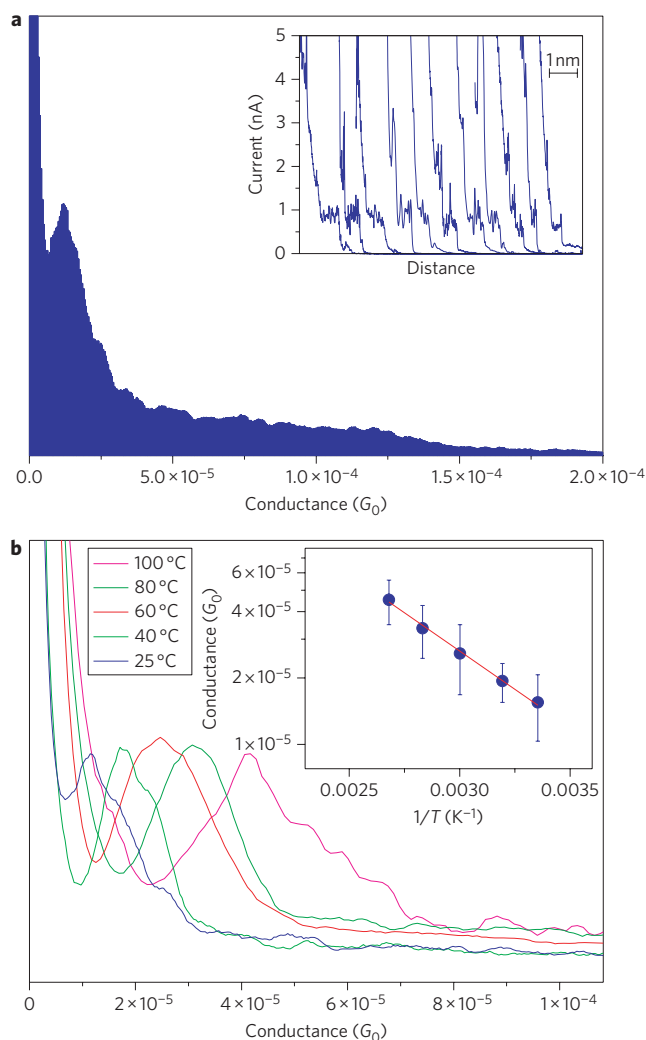 a
5
4
3
2
1
0
Current (nA)
Distance
1 nm
0.0
5.0 × 10⁻⁵
1.0 × 10⁻⁴
1.5 × 10⁻⁴
2.0 × 10⁻⁴
Conductance (G₀)
b
100 °C
80 °C
60 °C
40 °C
25 °C
6 × 10⁻⁵
4 × 10⁻⁵
2 × 10⁻⁵
1 × 10⁻⁵
Conductance (G₀)
0.0025
0.0030
0.0035
1/T (K⁻¹)
0
2 × 10⁻⁵
4 × 10⁻⁵
6 × 10⁻⁵
8 × 10⁻⁵
1 × 10⁻⁴
Conductance (G₀)